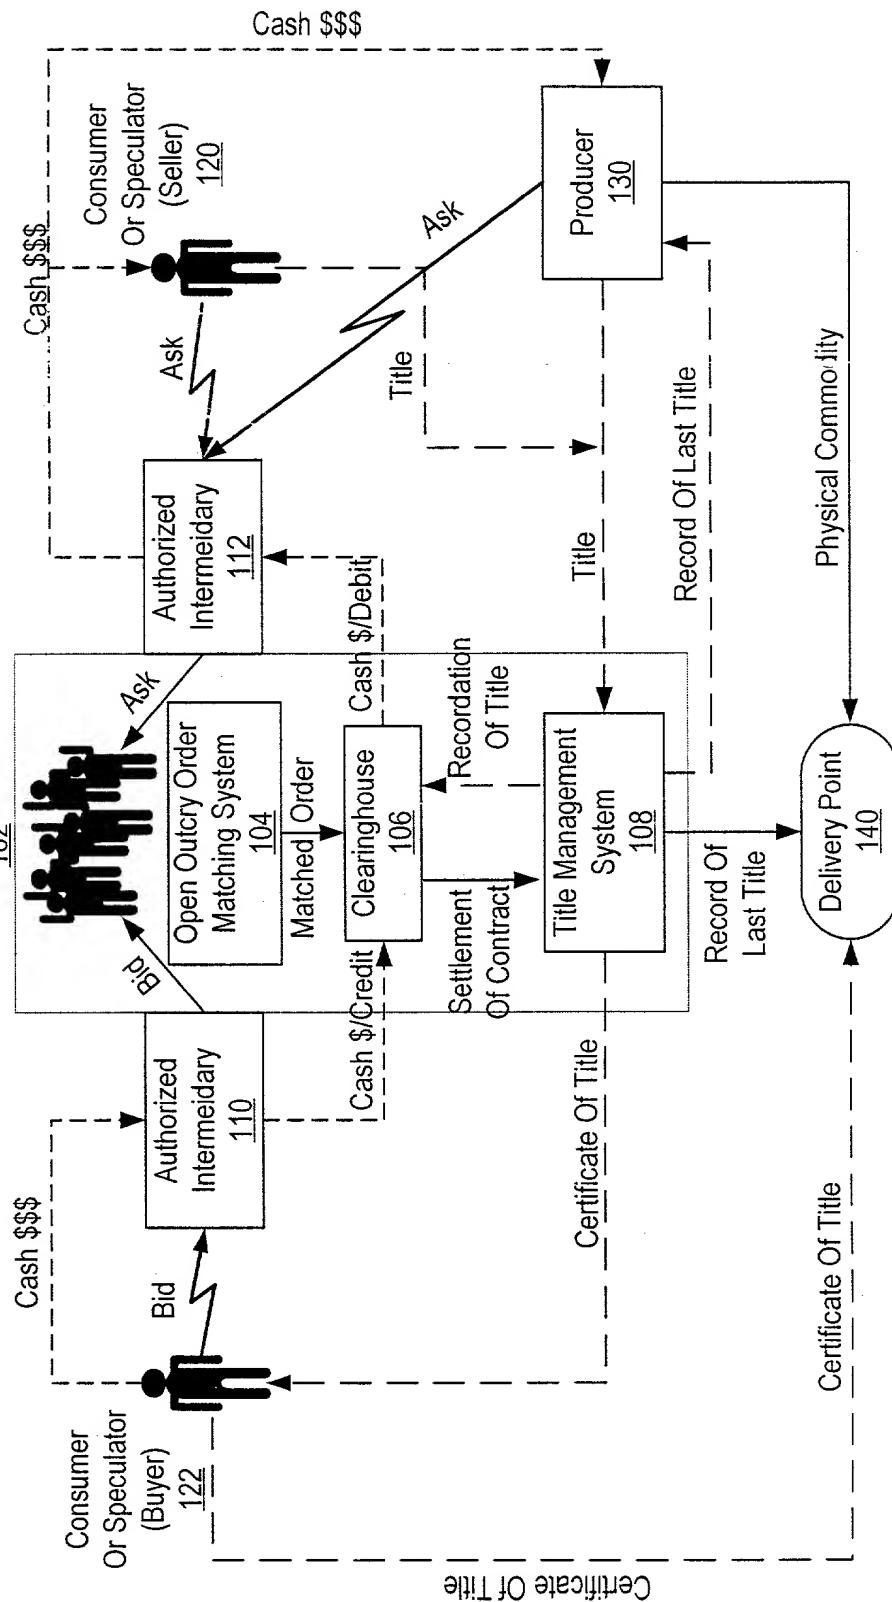 Cash $$$
Cash $$$
Cash $$$
Consumer
Or Speculator
(Buyer)
122
Bid
Authorized
Intermeidary
110
Bid
Ask
Open Outcry Order
Matching System
104
Authorized
Intermeidary
112
Ask
Consumer
Or Speculator
(Seller)
120
Matched Order
Cash $/Credit
Clearinghouse
106
Cash $/Debit
Ask
Title
Settlement
Of Contract
Recordation
Of Title
Certificate Of Title
Title Management
System
108
Title
Producer
130
Certificate Of Title
Record Of
Last Title
Record Of Last Title
Certificate Of Title
Delivery Point
140
Physical Commodity